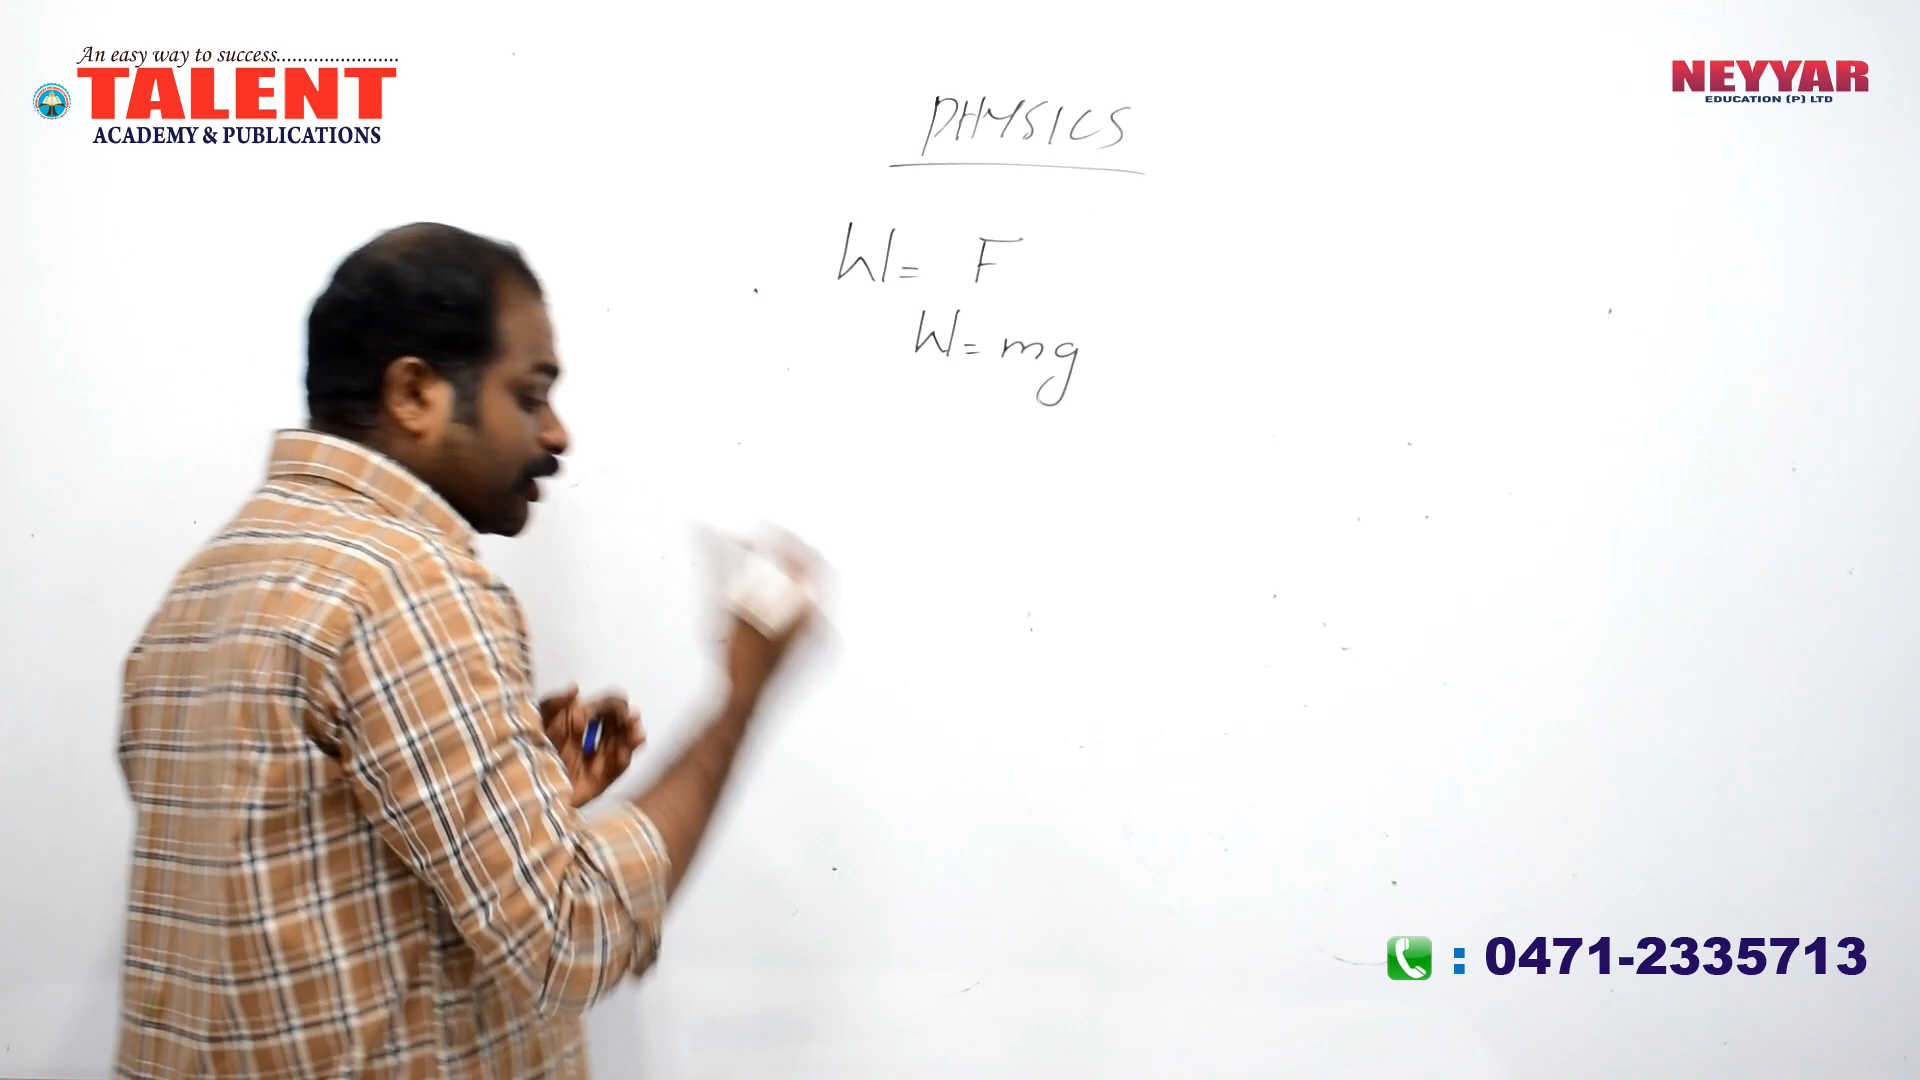 An easy way to success......................
TALENT
ACADEMY & PUBLICATIONS
NEYYAR
EDUCATION (P) LTD
PHYSICS
W= F
W= mg
: 0471-2335713